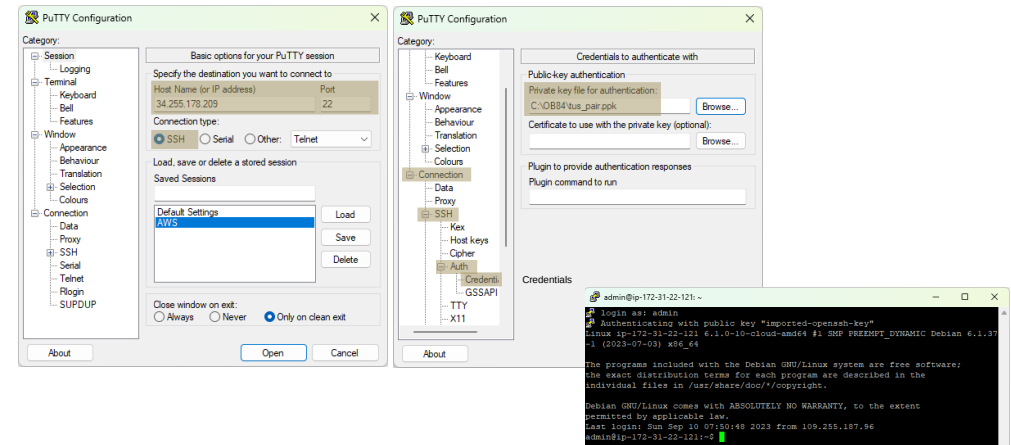 PuTTY Configuration
Category:
Session
Logging
Terminal
Keyboard
Bell
Features
Window
Appearance
Behaviour
Translation
Selection
Colours
Connection
Data
Proxy
SSH
Serial
Telnet
Rlogin
SUPDUP
Basic options for your PuTTY session
Specify the destination you want to connect to
Host Name (or IP address) Port
34.255.178.209 22
Connection type:
SSH Serial Other: Telnet
Load, save or delete a stored session
Saved Sessions
Default Settings
AWS
Load
Save
Delete
Close window on exit:
Always Never Only on clean exit
About Open Cancel
PuTTY Configuration
Category:
Keyboard
Bell
Features
Window
Appearance
Behaviour
Translation
Selection
Colours
Connection
Data
Proxy
SSH
Kex
Host keys
Cipher
Auth
Credenti
GSSAPI
TTY
X11
Credentials to authenticate with
Public-key authentication
Private key file for authentication:
C:\OB84\tus_pair.ppk Browse...
Certificate to use with the private key (optional):
Browse...
Plugin to provide authentication responses
Plugin command to run
About
Credentials
admin@ip-172-31-22-121: ~
login as: admin
Authenticating with public key "imported-openssh-key"
Linux ip-172-31-22-121 6.1.0-10-cloud-amd64 #1 SMP PREEMPT_DYNAMIC Debian 6.1.37
-1 (2023-07-03) x86_64
The programs included with the Debian GNU/Linux system are free software;
the exact distribution terms for each program are described in the
individual files in /usr/share/doc/*/copyright.
Debian GNU/Linux comes with ABSOLUTELY NO WARRANTY, to the extent
permitted by applicable law.
Last login: Sun Sep 10 07:50:48 2023 from 109.255.187.96
admin@ip-172-31-22-121:~$